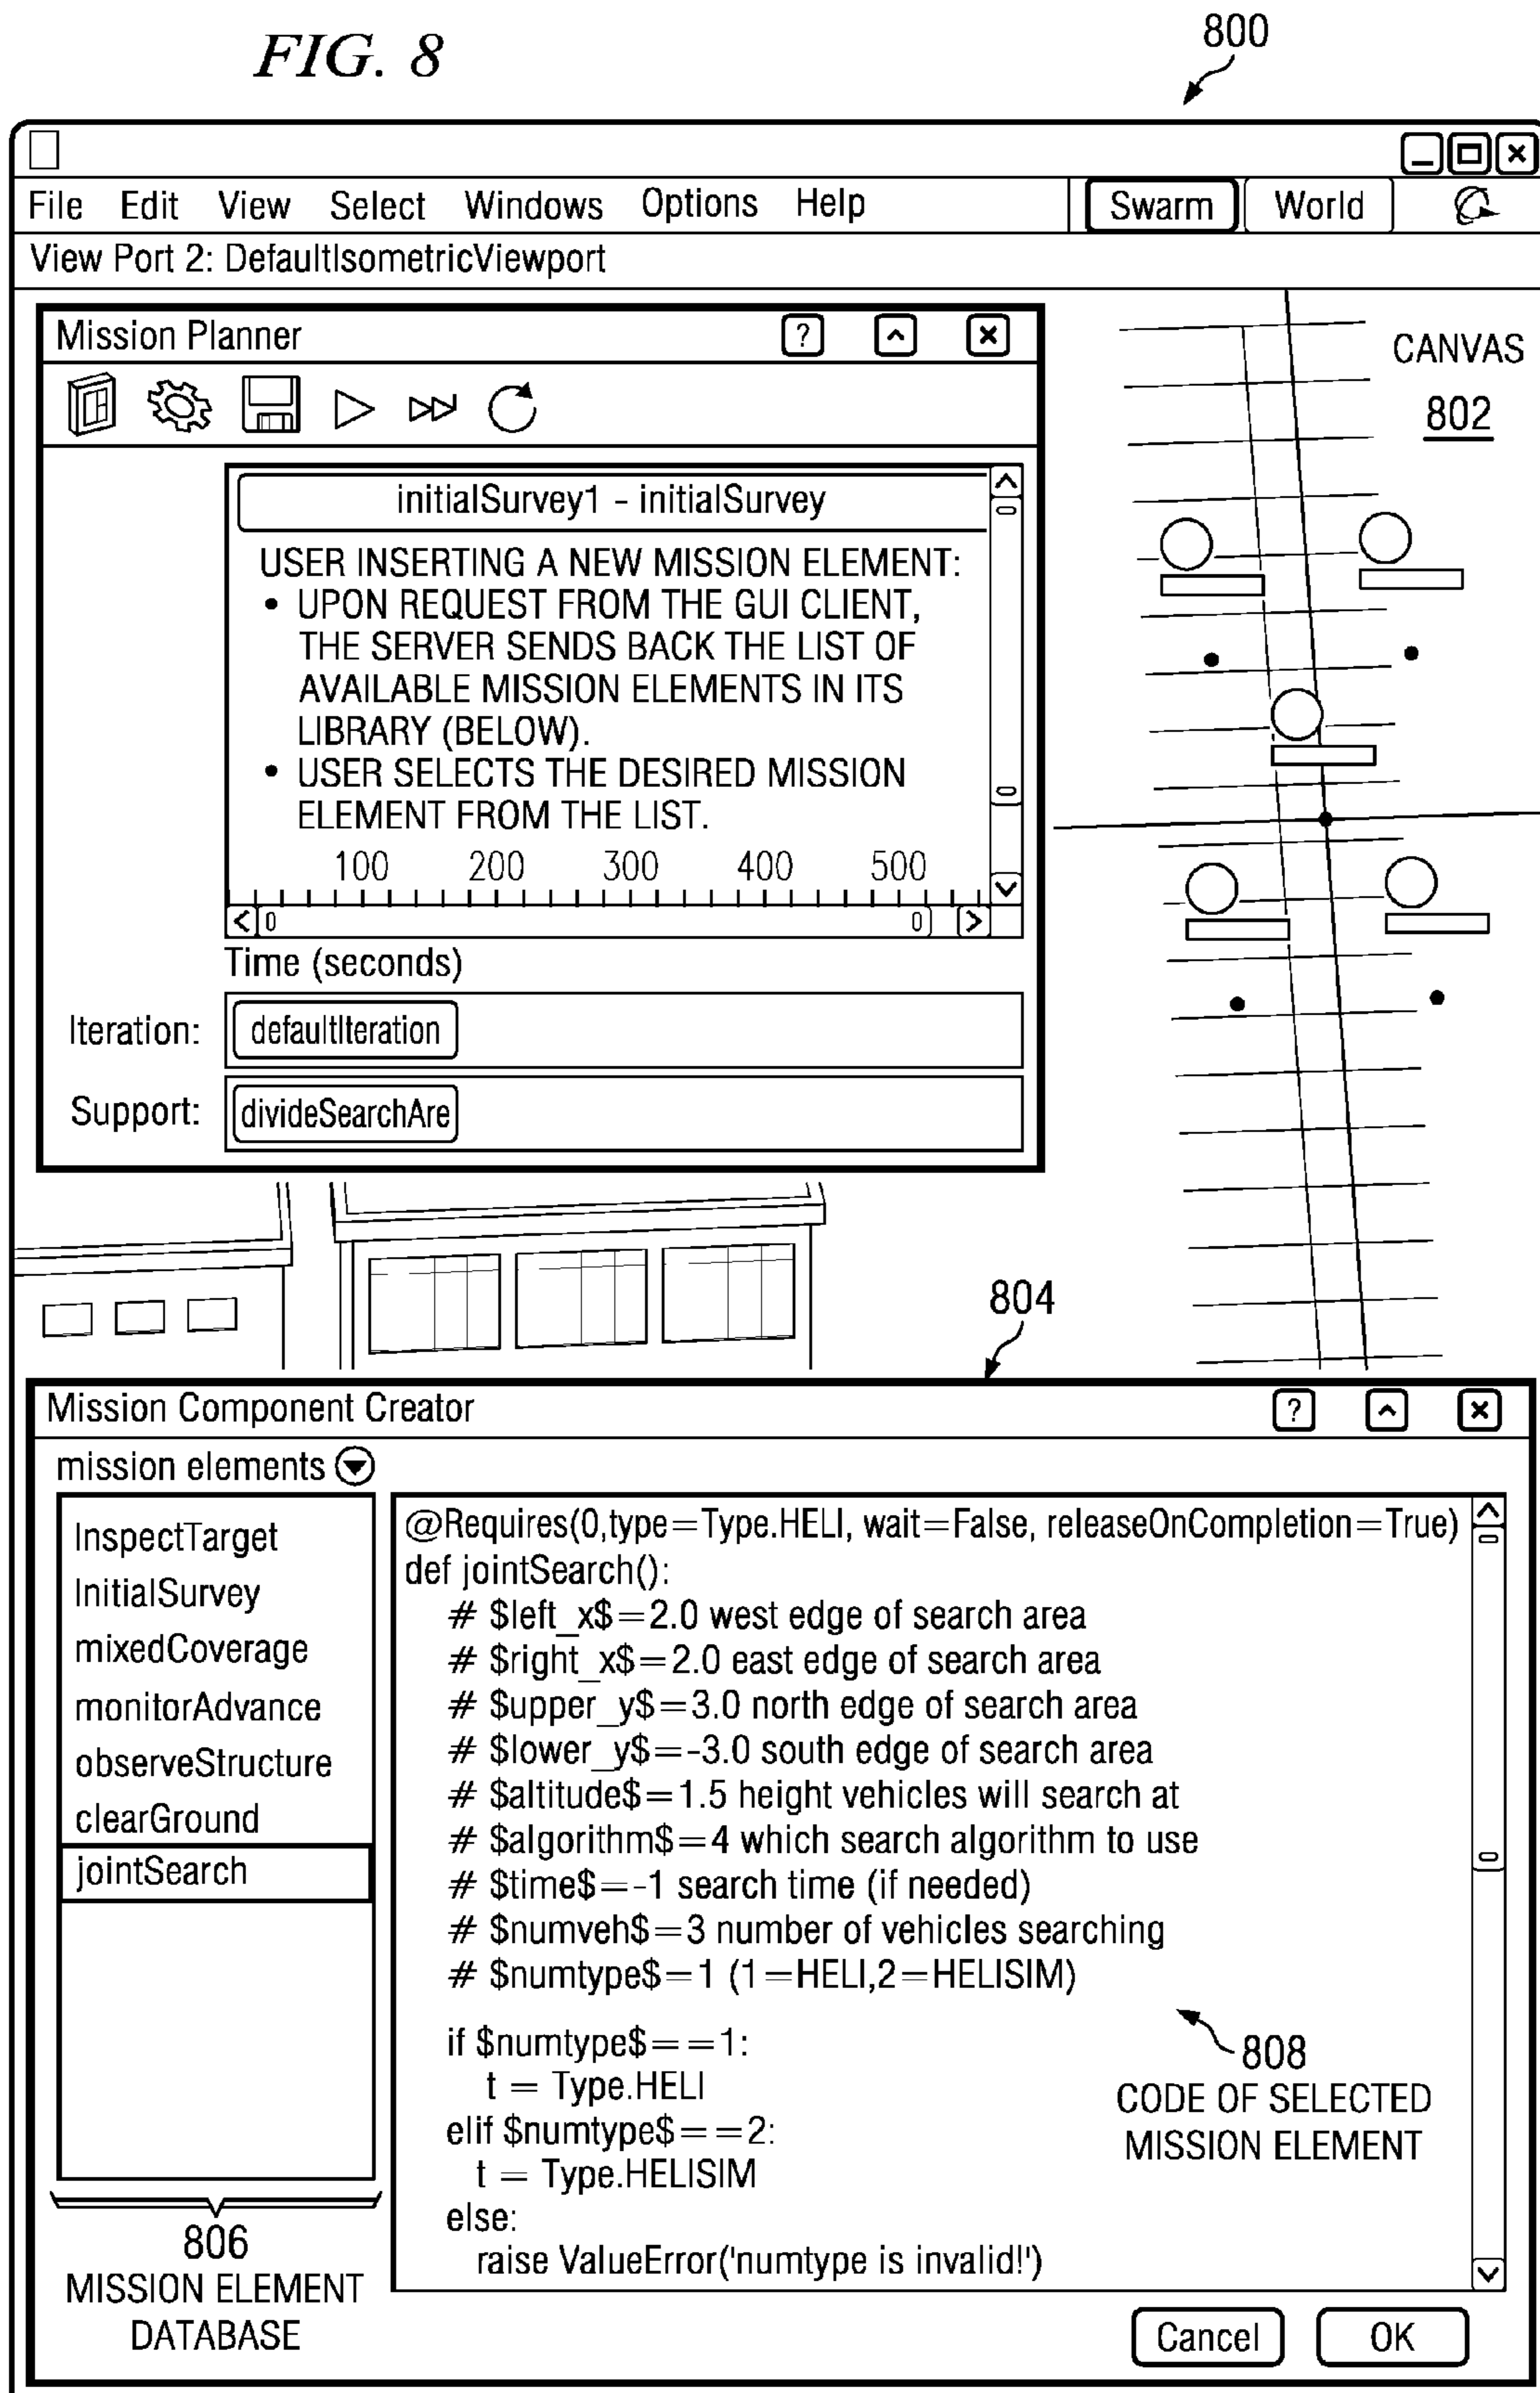 FIG. 8
800
File Edit View Select Windows Options Help Swarm World
View Port 2: DefaultIsometricViewport
Mission Planner ?
CANVAS
802
initialSurvey1 - initialSurvey
USER INSERTING A NEW MISSION ELEMENT:
• UPON REQUEST FROM THE GUI CLIENT,
THE SERVER SENDS BACK THE LIST OF
AVAILABLE MISSION ELEMENTS IN ITS
LIBRARY (BELOW).
• USER SELECTS THE DESIRED MISSION
ELEMENT FROM THE LIST.
100 200 300 400 500
Time (seconds)
Iteration: defaultIteration
Support: divideSearchAre
804
Mission Component Creator ?
mission elements
InspectTarget
InitialSurvey
mixedCoverage
monitorAdvance
observeStructure
clearGround
jointSearch
@Requires(0,type=Type.HELI, wait=False, releaseOnCompletion=True)
def jointSearch():
# $left_x$=2.0 west edge of search area
# $right_x$=2.0 east edge of search area
# $upper_y$=3.0 north edge of search area
# $lower_y$=-3.0 south edge of search area
# $altitude$=1.5 height vehicles will search at
# $algorithm$=4 which search algorithm to use
# $time$=-1 search time (if needed)
# $numveh$=3 number of vehicles searching
# $numtype$=1 (1=HELI,2=HELISIM)
if $numtype$==1:
t = Type.HELI
elif $numtype$==2:
t = Type.HELISIM
else:
raise ValueError('numtype is invalid!')
808
CODE OF SELECTED
MISSION ELEMENT
806
MISSION ELEMENT
DATABASE
Cancel OK